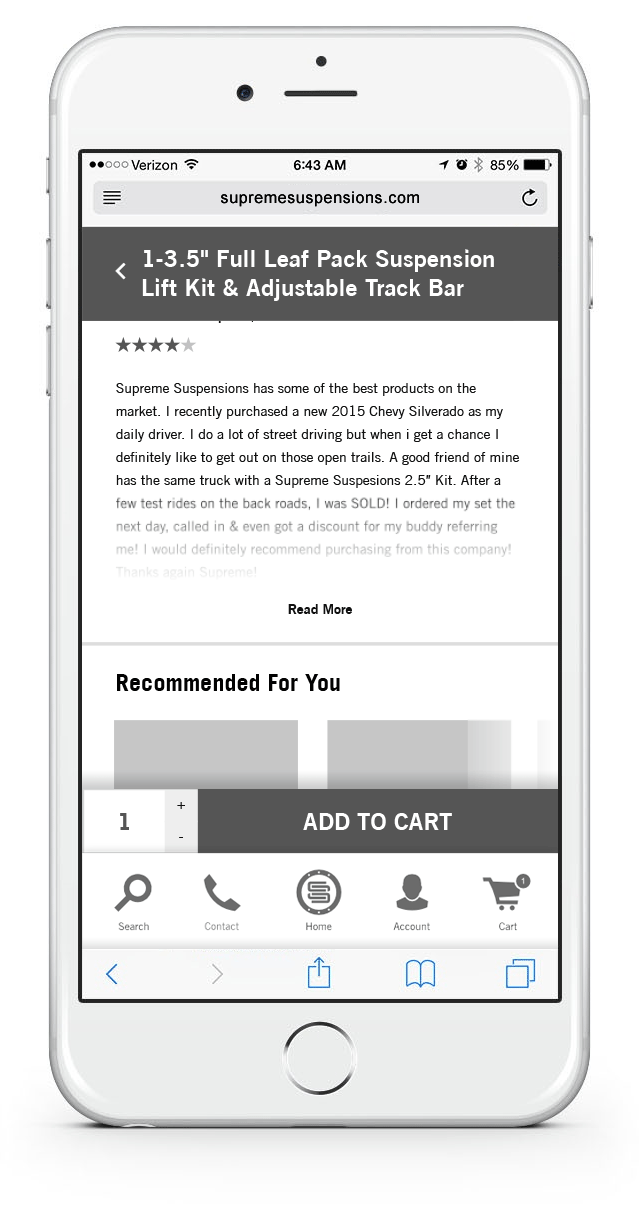 Verizon 6:43 AM 85%
supremesuspensions.com
1-3.5" Full Leaf Pack Suspension
Lift Kit & Adjustable Track Bar
Supreme Suspensions has some of the best products on the
market. I recently purchased a new 2015 Chevy Silverado as my
daily driver. I do a lot of street driving but when i get a chance I
definitely like to get out on those open trails. A good friend of mine
has the same truck with a Supreme Suspesions 2.5" Kit. After a
few test rides on the back roads, I was SOLD! I ordered my set the
next day, called in & even got a discount for my buddy referring
me! I would definitely recommend purchasing from this company!
Thanks again Supreme!
Read More
Recommended For You
1 + - ADD TO CART
1
Search Contact Home Account Cart